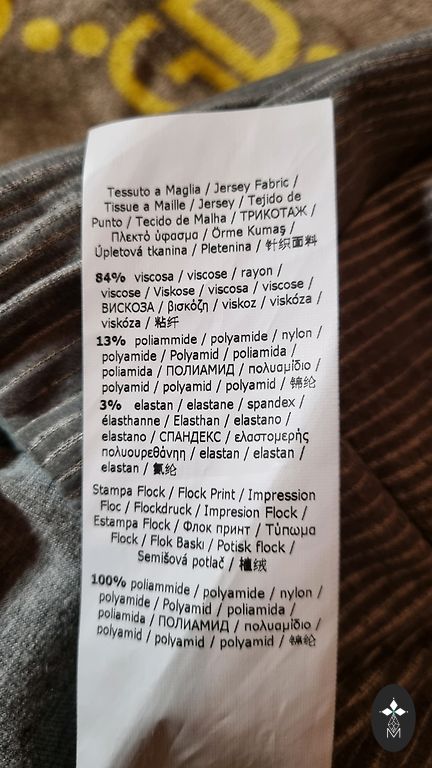 Tessuto a Maglia / Jersey Fabric /
Tissue a Maille / Jersey / Tejido de
Punto / Tecido de Malha / ТРИКОТАЖ /
Πλεκτό ύφασμα / Örme Kumaş /
Úpletová tkanina / Pletenina / 针织面料
84% viscosa / viscose / rayon /
viscose / Viskose / viscosa / viscose /
ВИСКОЗА / βισκόζη / viskoz / viskóza /
viskóza / 粘纤
13% poliammide / polyamide / nylon /
polyamide / Polyamid / poliamida /
poliamida / ПОЛИАМИД / πολυαμίδιο /
polyamid / polyamid / polyamid / 锦纶
3% elastan / elastane / spandex /
élasthanne / Elasthan / elastano /
elastano / СПАНДЕКС / ελαστομερής
πολυουρεθάνη / elastan / elastan /
elastan / 氨纶
Stampa Flock / Flock Print / Impression
Floc / Flockdruck / Impresion Flock /
Estampa Flock / Флок принт / Τύπωμα
Flock / Flok Baskı / Potisk flock /
Semišová potlač / 植绒
100% poliammide / polyamide / nylon /
polyamide / Polyamid / poliamida /
poliamida / ПОЛИАМИД / πολυαμίδιο /
polyamid / polyamid / polyamid / 锦纶
M